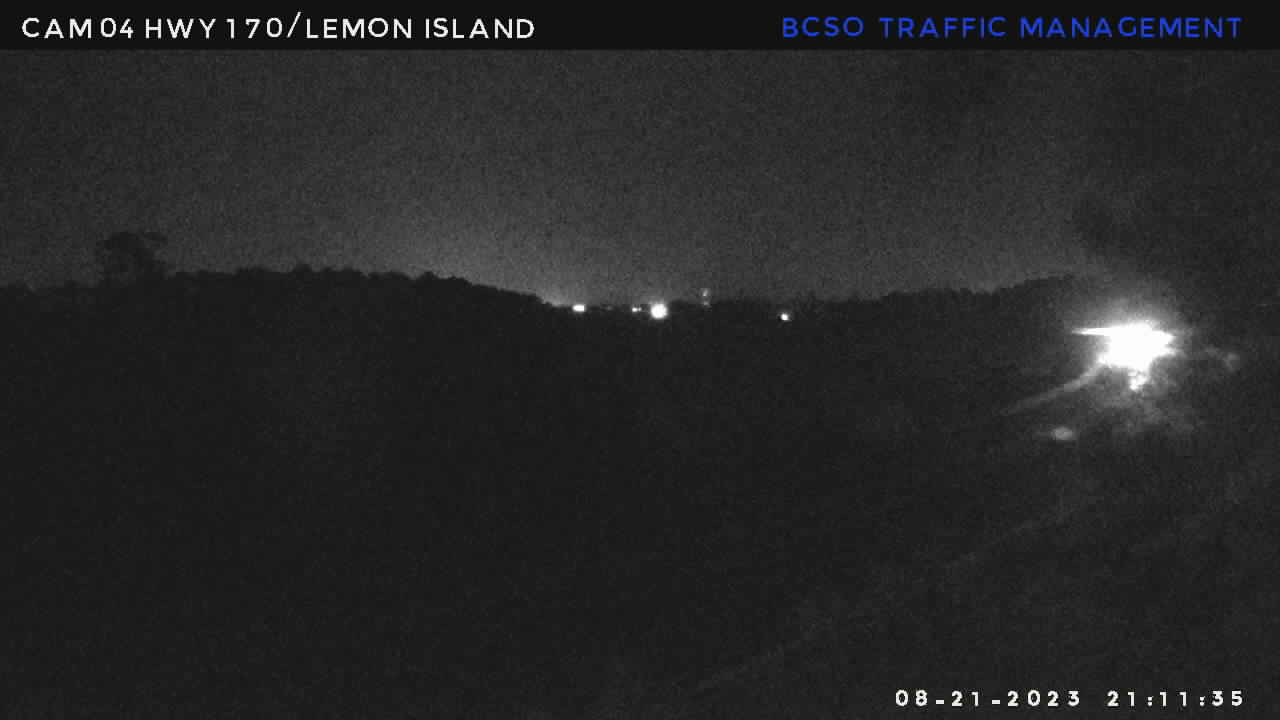 CAM 04 HWY 170/LEMON ISLAND
BCSO TRAFFIC MANAGEMENT
08-21-2023 21:11:35